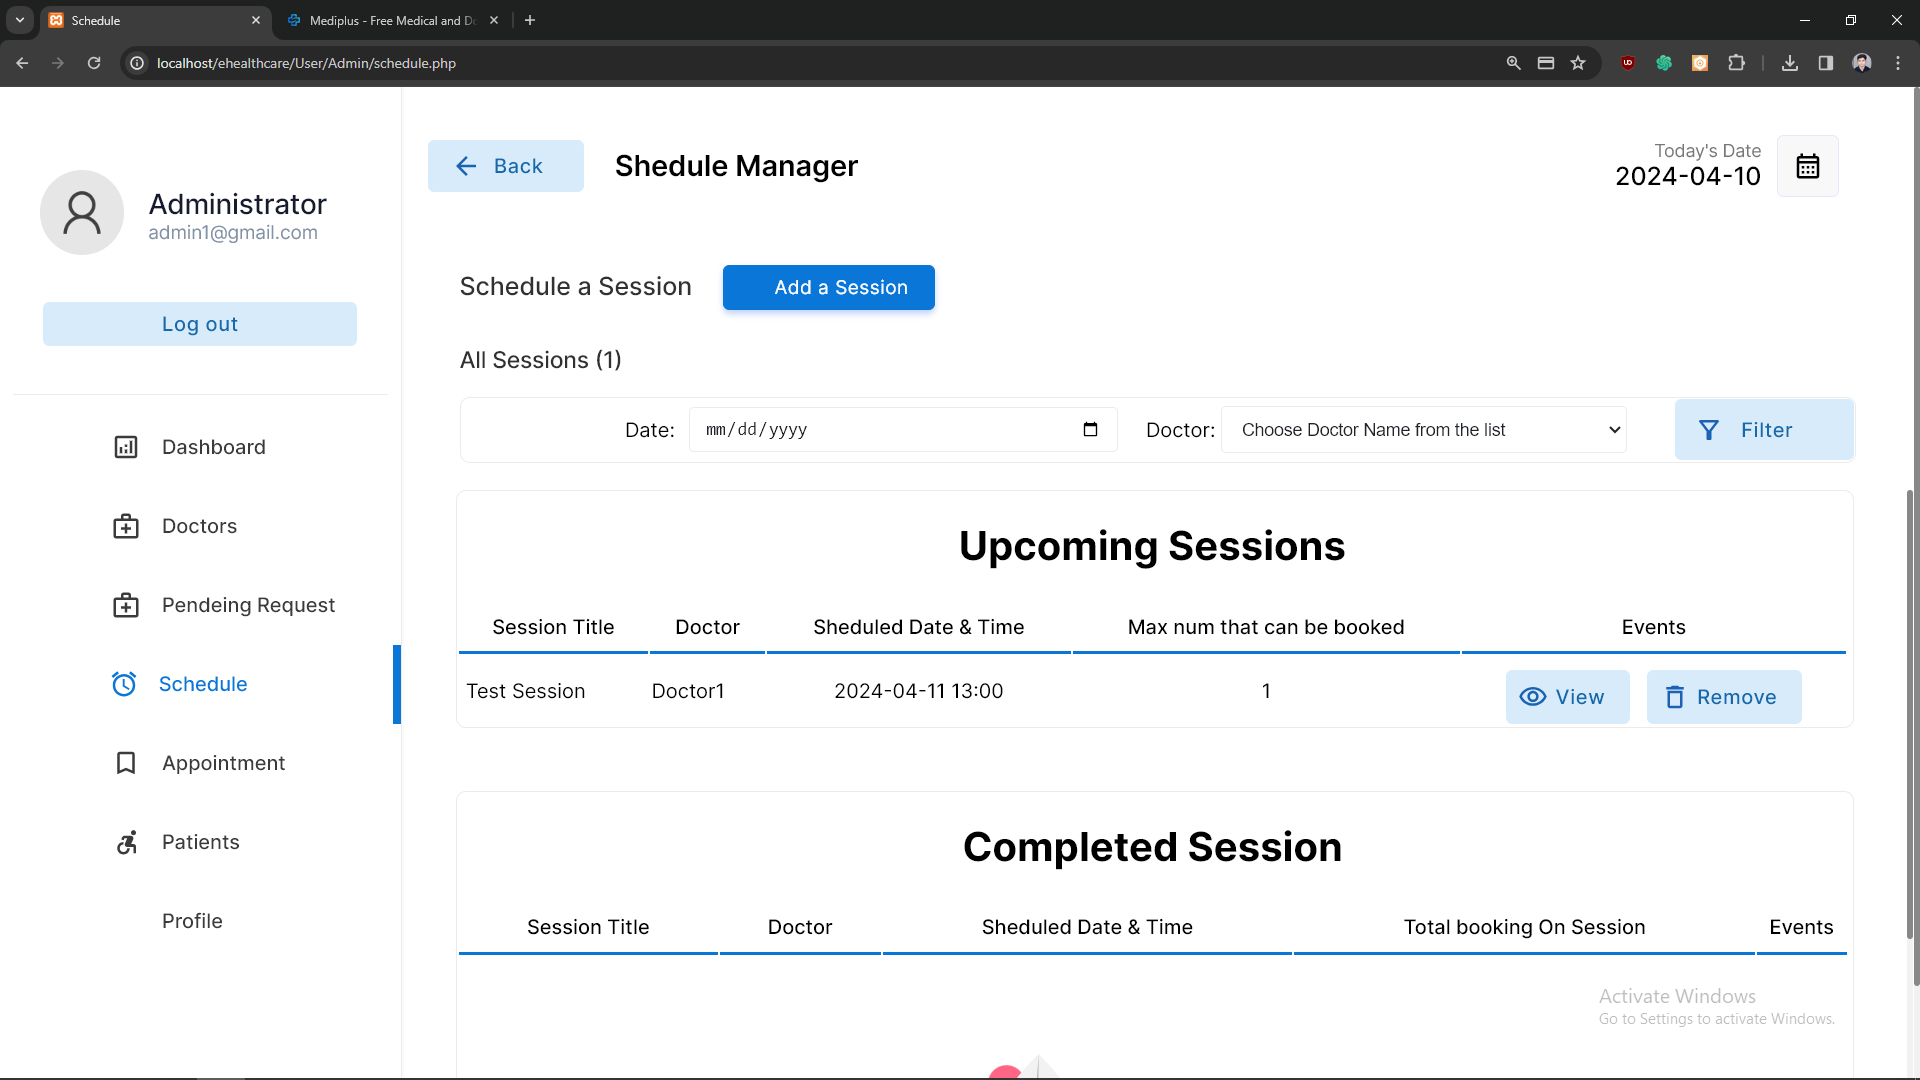 Schedule
Mediplus - Free Medical and Do
localhost/ehealthcare/User/Admin/schedule.php
Administrator
admin1@gmail.com
Log out
Dashboard
Doctors
Pendeing Request
Schedule
Appointment
Patients
Profile
Back
Shedule Manager
Today's Date
2024-04-10
Schedule a Session
Add a Session
All Sessions (1)
Date:
mm/dd/yyyy
Doctor:
Choose Doctor Name from the list
Filter
Upcoming Sessions
Session Title Doctor Sheduled Date & Time Max num that can be booked Events
Test Session Doctor1 2024-04-11 13:00 1 View Remove
Completed Session
Session Title Doctor Sheduled Date & Time Total booking On Session Events
Activate Windows
Go to Settings to activate Windows.